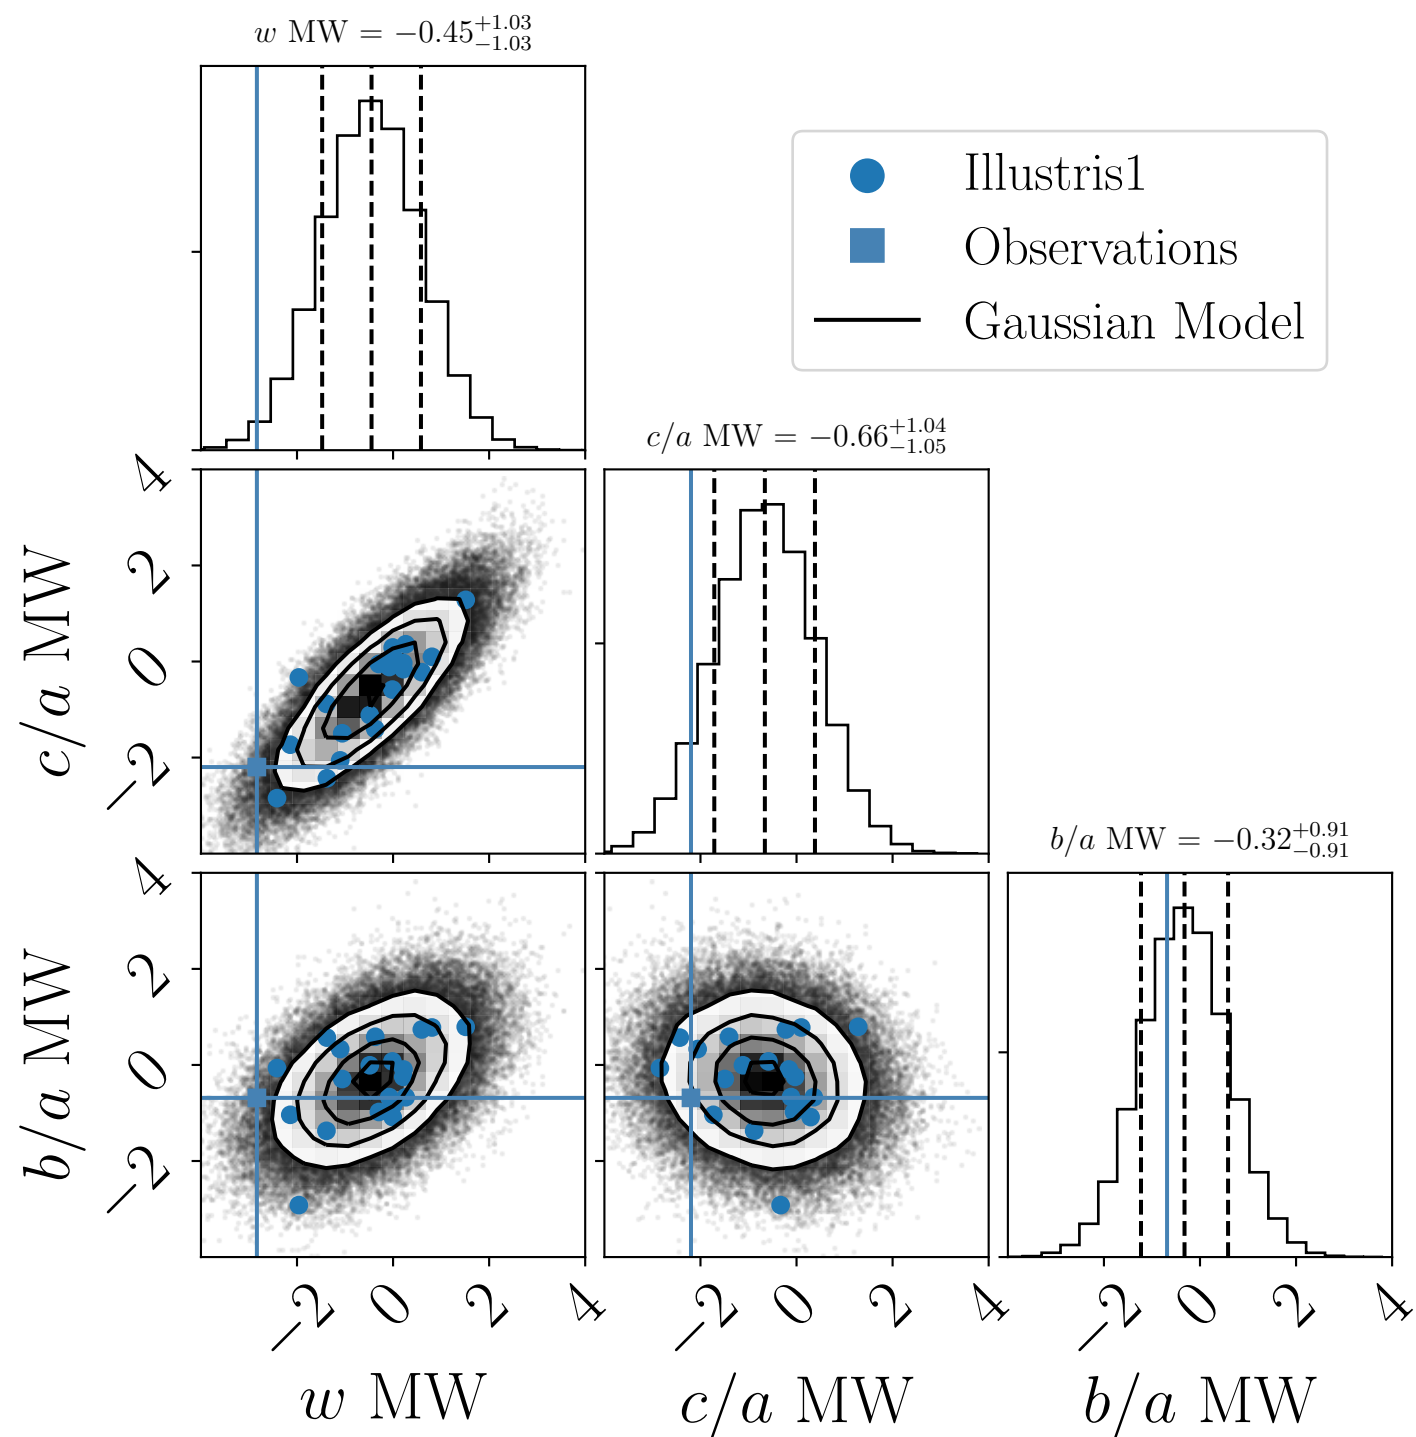 w MW = −0.45 +1.03 −1.03
Illustris1
Observations
Gaussian Model
c/a MW = −0.66 +1.04 −1.05
4
2
0
−2
c/a MW
b/a MW = −0.32 +0.91 −0.91
4
2
0
−2
b/a MW
−2 0 2 4 −2 0 2 4 −2 0 2 4
w MW c/a MW b/a MW